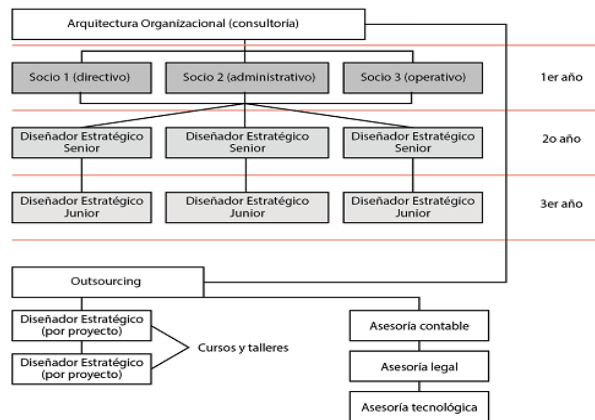 Arquitectura Organizacional (consultoría)
Socio 1 (directivo)
Socio 2 (administrativo)
Socio 3 (operativo)
1er año
Diseñador Estratégico
Senior
Diseñador Estratégico
Senior
Diseñador Estratégico
Senior
2o año
Diseñador Estratégico
Junior
Diseñador Estratégico
Junior
Diseñador Estratégico
Junior
3er año
Outsourcing
Diseñador Estratégico
(por proyecto)
Diseñador Estratégico
(por proyecto)
Cursos y talleres
Asesoría contable
Asesoría legal
Asesoría tecnológica